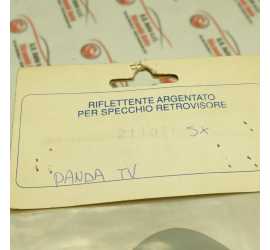 RIFLETTENTE ARGENTATO
PER SPECCHIO RETROVISORE
SX
PANDA TV